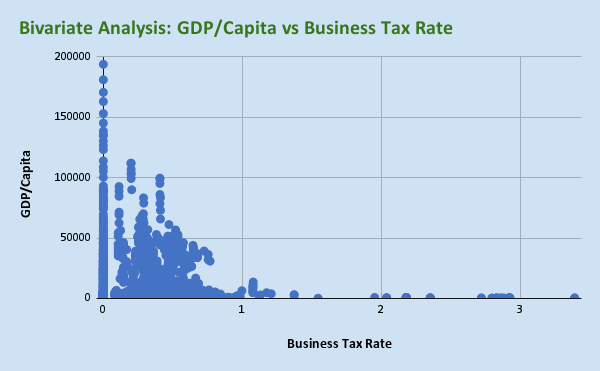 Bivariate Analysis: GDP/Capita vs Business Tax Rate
200000
150000
100000
50000
0
GDP/Capita
0 1 2 3
Business Tax Rate